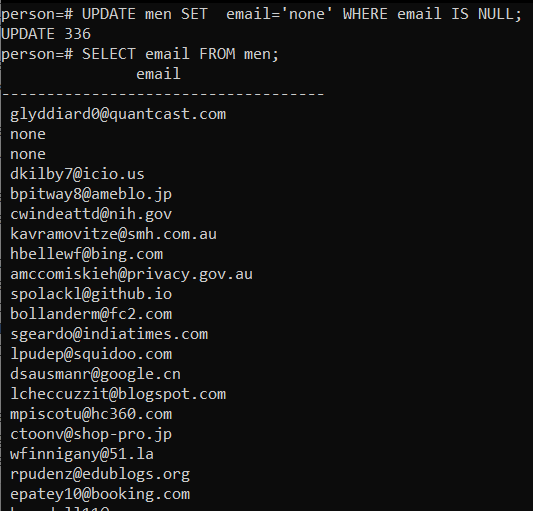 person=# UPDATE men SET  email='none' WHERE email IS NULL;
UPDATE 336
person=# SELECT email FROM men;
email
-----------------------------------
glyddiard0@quantcast.com
none
none
dkilby7@icio.us
bpitway8@ameblo.jp
cwindeattd@nih.gov
kavramovitze@smh.com.au
hbellewf@bing.com
amccomiskieh@privacy.gov.au
spolackl@github.io
bollanderm@fc2.com
sgeardo@indiatimes.com
lpudep@squidoo.com
dsausmanr@google.cn
lcheccuzzit@blogspot.com
mpiscotu@hc360.com
ctoonv@shop-pro.jp
wfinnigany@51.la
rpudenz@edublogs.org
epatey10@booking.com